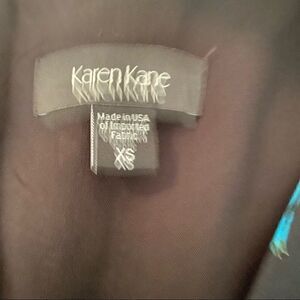 Karen Kane
Made in USA
of Imported
Fabric
XS